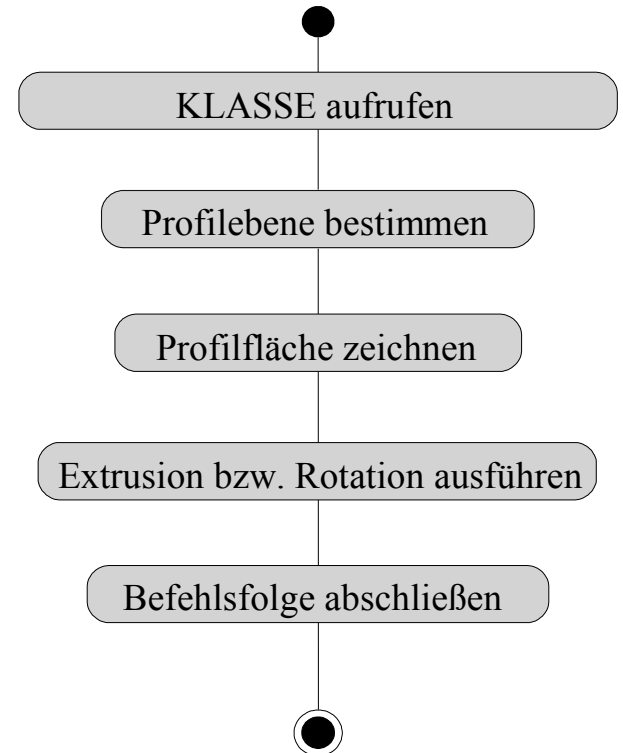 KLASSE aufrufen
Profilebene bestimmen
Profilfläche zeichnen
Extrusion bzw. Rotation ausführen
Befehlsfolge abschließen